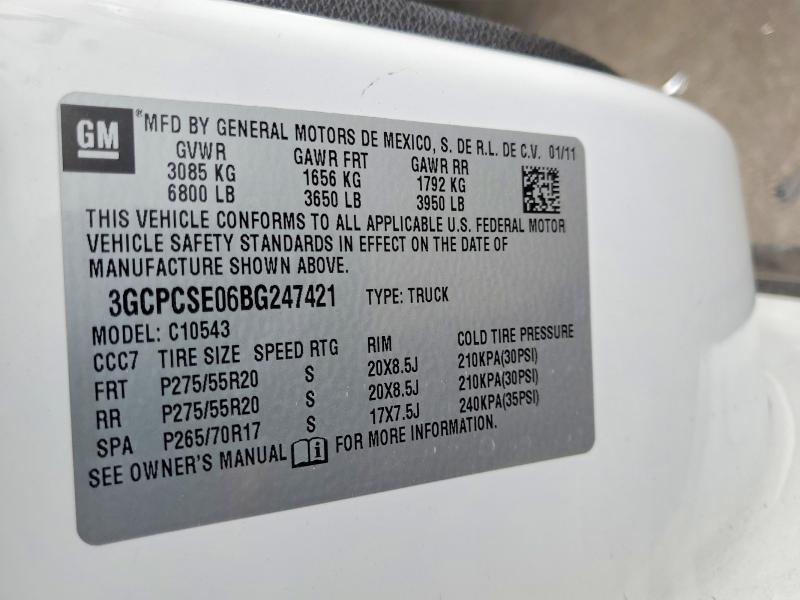 GM ® MFD BY GENERAL MOTORS DE MEXICO, S. DE R.L. DE C.V. 01/11
GVWR GAWR FRT GAWR RR
3085 KG 1656 KG 1792 KG
6800 LB 3650 LB 3950 LB
THIS VEHICLE CONFORMS TO ALL APPLICABLE U.S. FEDERAL MOTOR
VEHICLE SAFETY STANDARDS IN EFFECT ON THE DATE OF
MANUFACTURE SHOWN ABOVE.
3GCPCSE06BG247421 TYPE: TRUCK
MODEL: C10543
CCC7 TIRE SIZE SPEED RTG RIM COLD TIRE PRESSURE
FRT P275/55R20 S 20X8.5J 210KPA(30PSI)
RR P275/55R20 S 20X8.5J 210KPA(30PSI)
SPA P265/70R17 S 17X7.5J 240KPA(35PSI)
SEE OWNER'S MANUAL i FOR MORE INFORMATION.